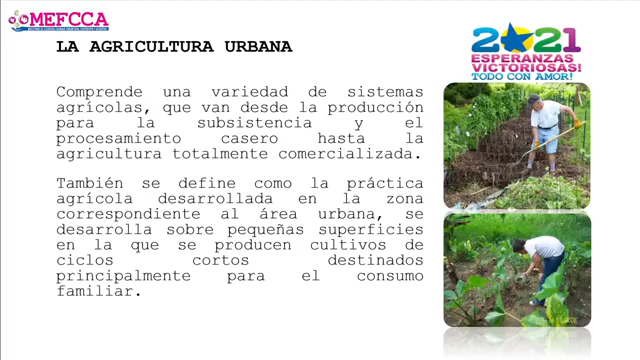 MEFCCA
LA AGRICULTURA URBANA
2021
ESPERANZAS
VICTORIOSAS!
TODO CON AMOR!
Comprende una variedad de sistemas
agrícolas, que van desde la producción
para la subsistencia y el
procesamiento casero hasta la
agricultura totalmente comercializada.
También se define como la práctica
agrícola desarrollada en la zona
correspondiente al área urbana, se
desarrolla sobre pequeñas superficies
en la que se producen cultivos de
ciclos cortos destinados
principalmente para el consumo
familiar.